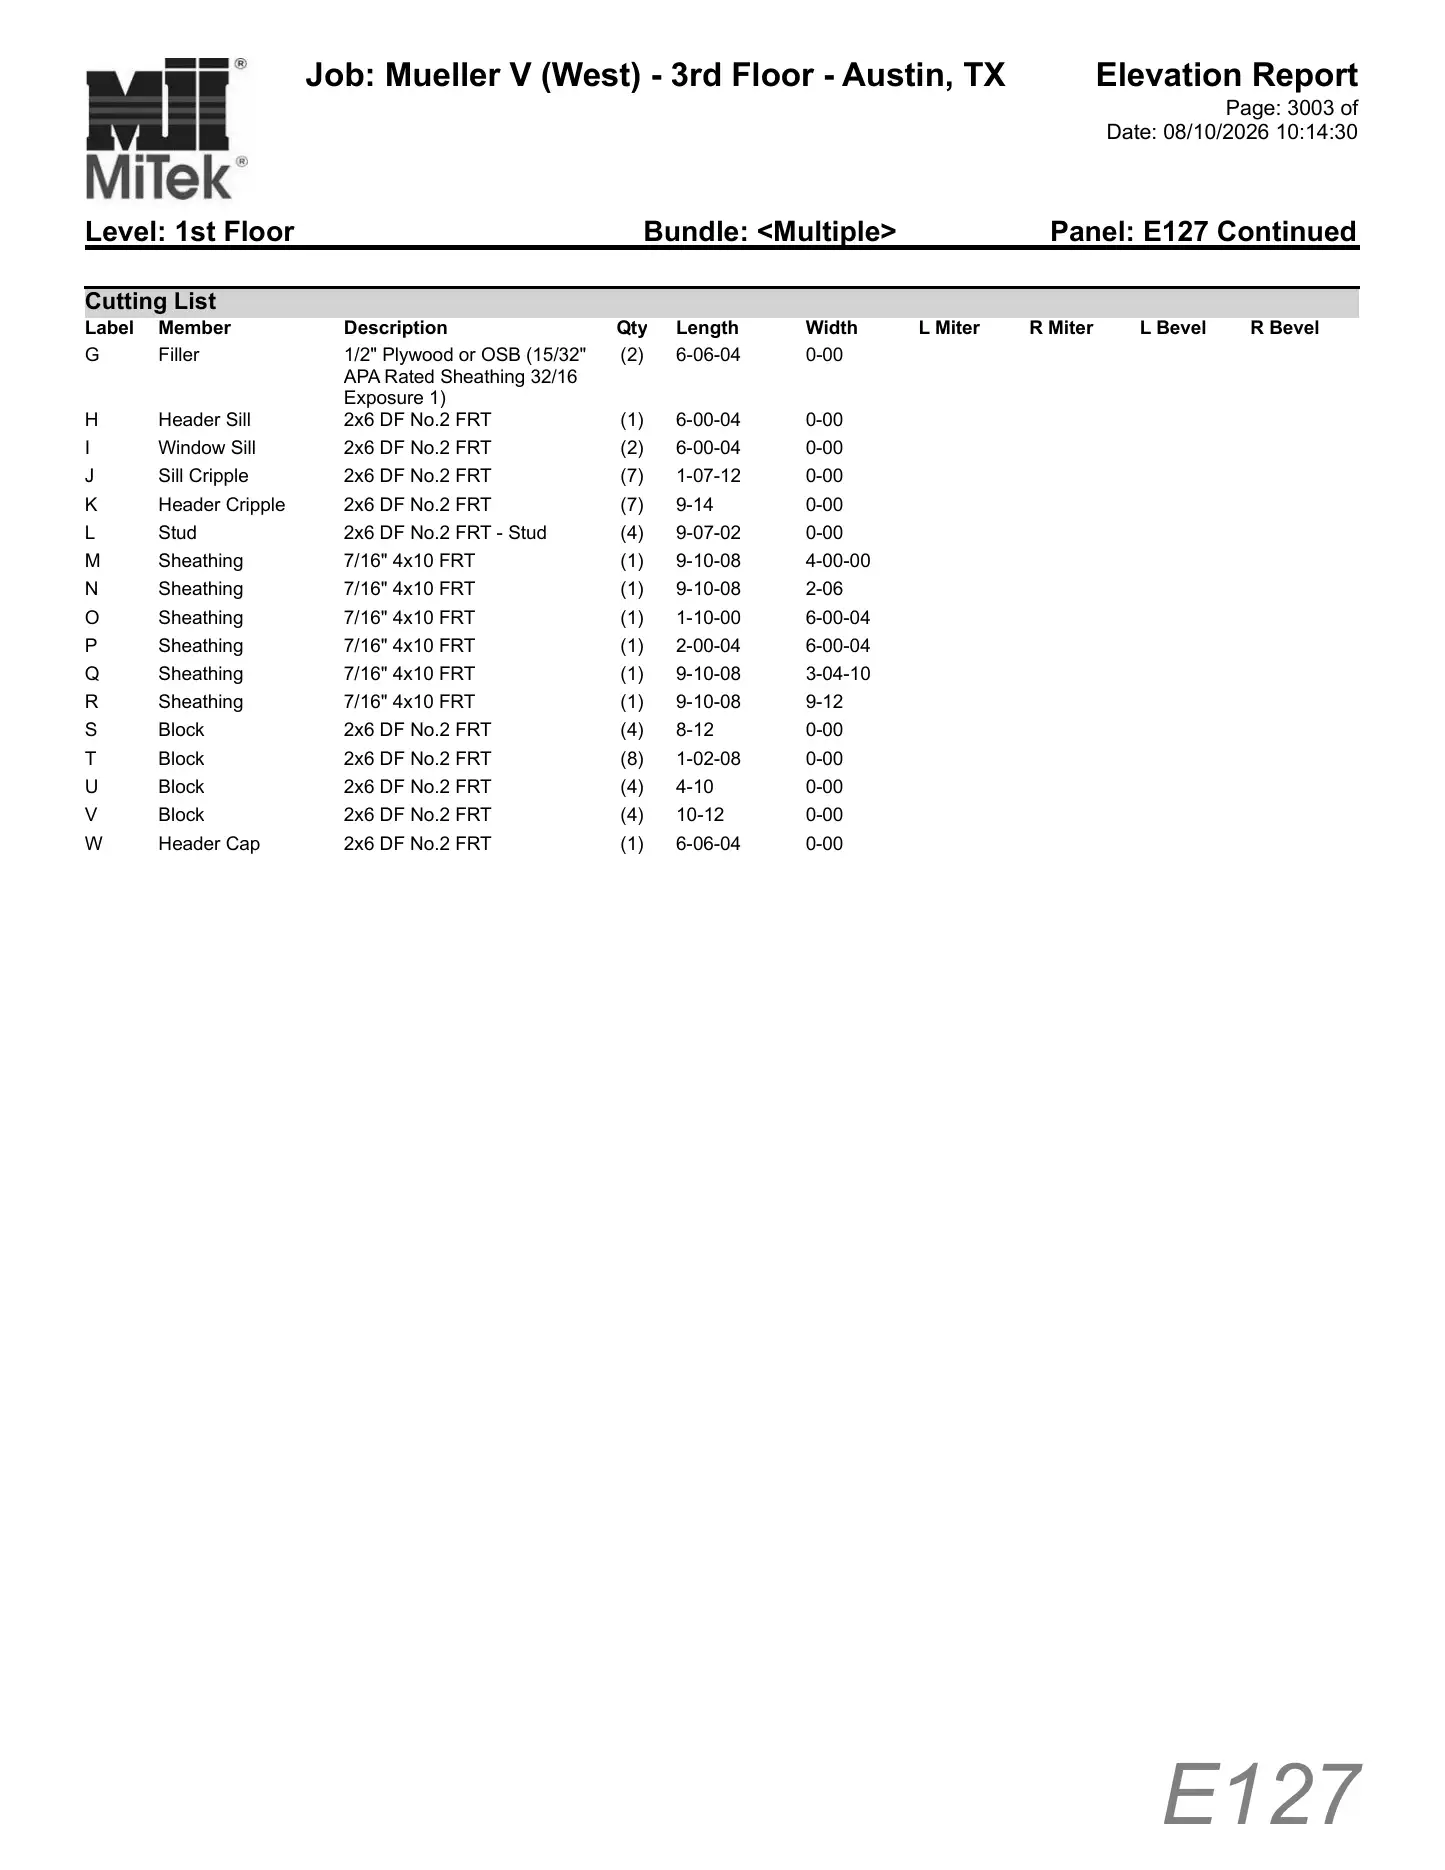 MiTek®
®
Job: Mueller V (West) - 3rd Floor - Austin, TX
Elevation Report
Page: 3003 of
Date: 08/10/2026 10:14:30
Level: 1st Floor Bundle: <Multiple> Panel: E127 Continued
Cutting List
Label Member Description Qty Length Width L Miter R Miter L Bevel R Bevel
G Filler 1/2" Plywood or OSB (15/32" (2) 6-06-04 0-00
APA Rated Sheathing 32/16
Exposure 1)
H Header Sill 2x6 DF No.2 FRT (1) 6-00-04 0-00
I Window Sill 2x6 DF No.2 FRT (2) 6-00-04 0-00
J Sill Cripple 2x6 DF No.2 FRT (7) 1-07-12 0-00
K Header Cripple 2x6 DF No.2 FRT (7) 9-14 0-00
L Stud 2x6 DF No.2 FRT - Stud (4) 9-07-02 0-00
M Sheathing 7/16" 4x10 FRT (1) 9-10-08 4-00-00
N Sheathing 7/16" 4x10 FRT (1) 9-10-08 2-06
O Sheathing 7/16" 4x10 FRT (1) 1-10-00 6-00-04
P Sheathing 7/16" 4x10 FRT (1) 2-00-04 6-00-04
Q Sheathing 7/16" 4x10 FRT (1) 9-10-08 3-04-10
R Sheathing 7/16" 4x10 FRT (1) 9-10-08 9-12
S Block 2x6 DF No.2 FRT (4) 8-12 0-00
T Block 2x6 DF No.2 FRT (8) 1-02-08 0-00
U Block 2x6 DF No.2 FRT (4) 4-10 0-00
V Block 2x6 DF No.2 FRT (4) 10-12 0-00
W Header Cap 2x6 DF No.2 FRT (1) 6-06-04 0-00
E127